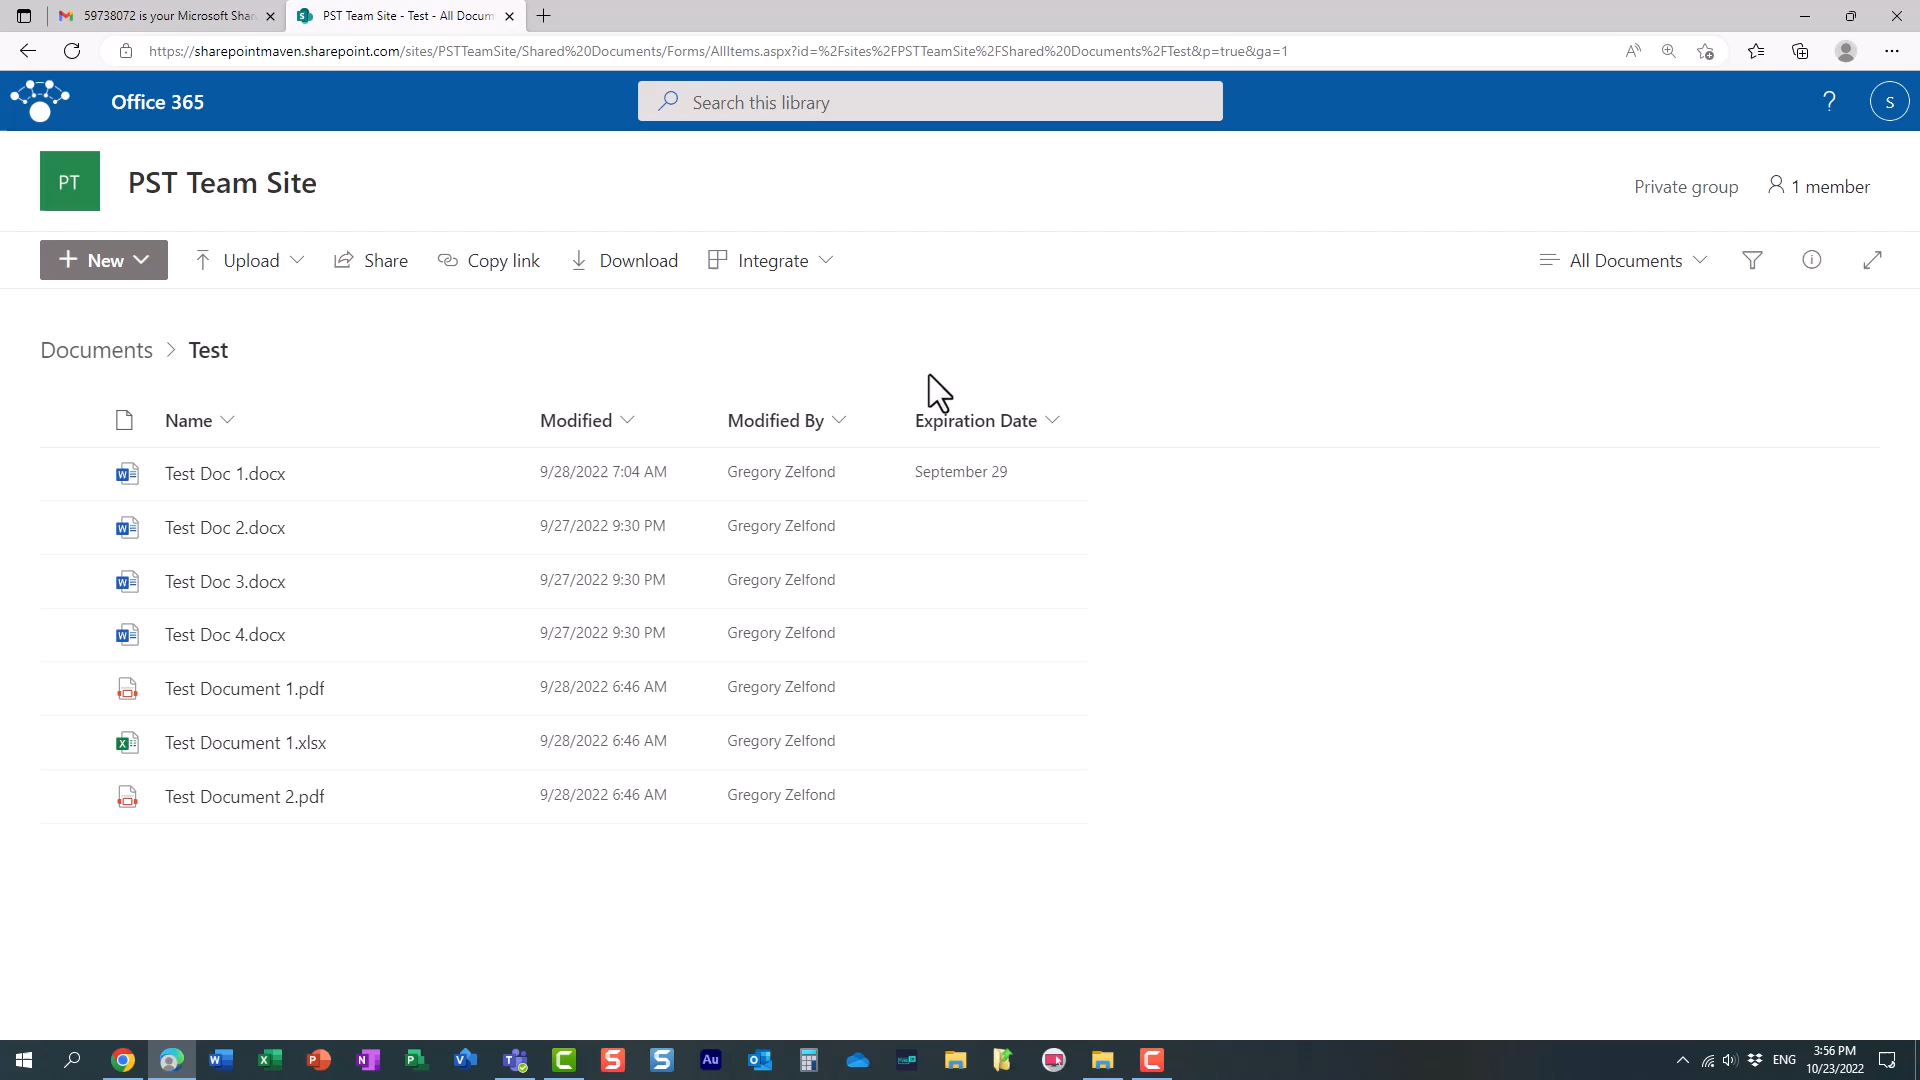 59738072 is your Microsoft Shar
PST Team Site - Test - All Docum
https://sharepointmaven.sharepoint.com/sites/PSTTeamSite/Shared%20Documents/Forms/AllItems.aspx?id=%2Fsites%2FPSTTeamSite%2FShared%20Documents%2FTest&p=true&ga=1
Office 365
Search this library
?
S
PT
PST Team Site
Private group
1 member
New
Upload
Share
Copy link
Download
Integrate
All Documents
Documents > Test
Name Modified Modified By Expiration Date
Test Doc 1.docx 9/28/2022 7:04 AM Gregory Zelfond September 29
Test Doc 2.docx 9/27/2022 9:30 PM Gregory Zelfond
Test Doc 3.docx 9/27/2022 9:30 PM Gregory Zelfond
Test Doc 4.docx 9/27/2022 9:30 PM Gregory Zelfond
Test Document 1.pdf 9/28/2022 6:46 AM Gregory Zelfond
Test Document 1.xlsx 9/28/2022 6:46 AM Gregory Zelfond
Test Document 2.pdf 9/28/2022 6:46 AM Gregory Zelfond
ENG
3:56 PM
10/23/2022